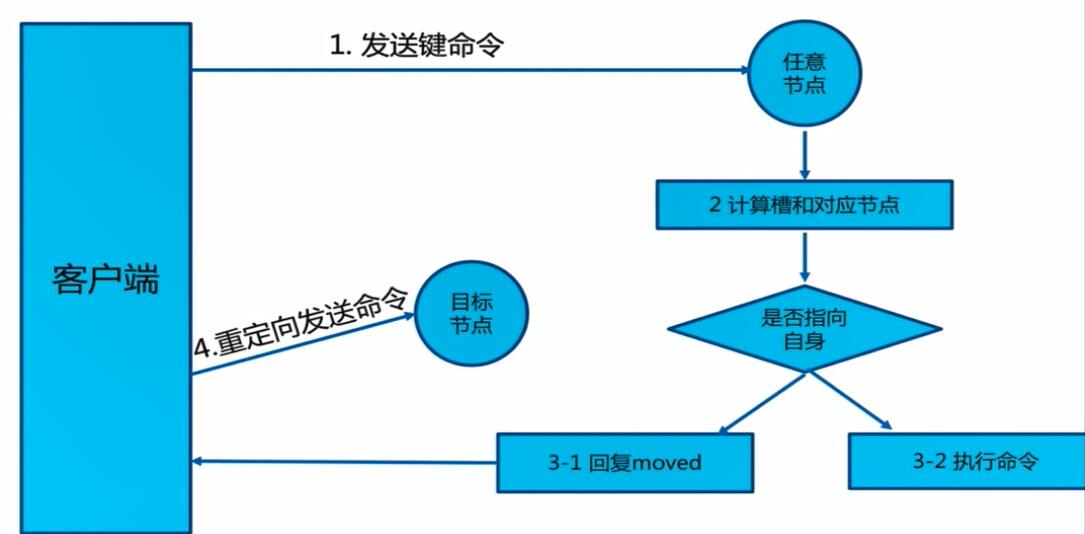 1. 发送键命令
任意
节点
2 计算槽和对应节点
客户端
4.重定向发送命令
目标
节点
是否指向
自身
3-1 回复moved
3-2 执行命令